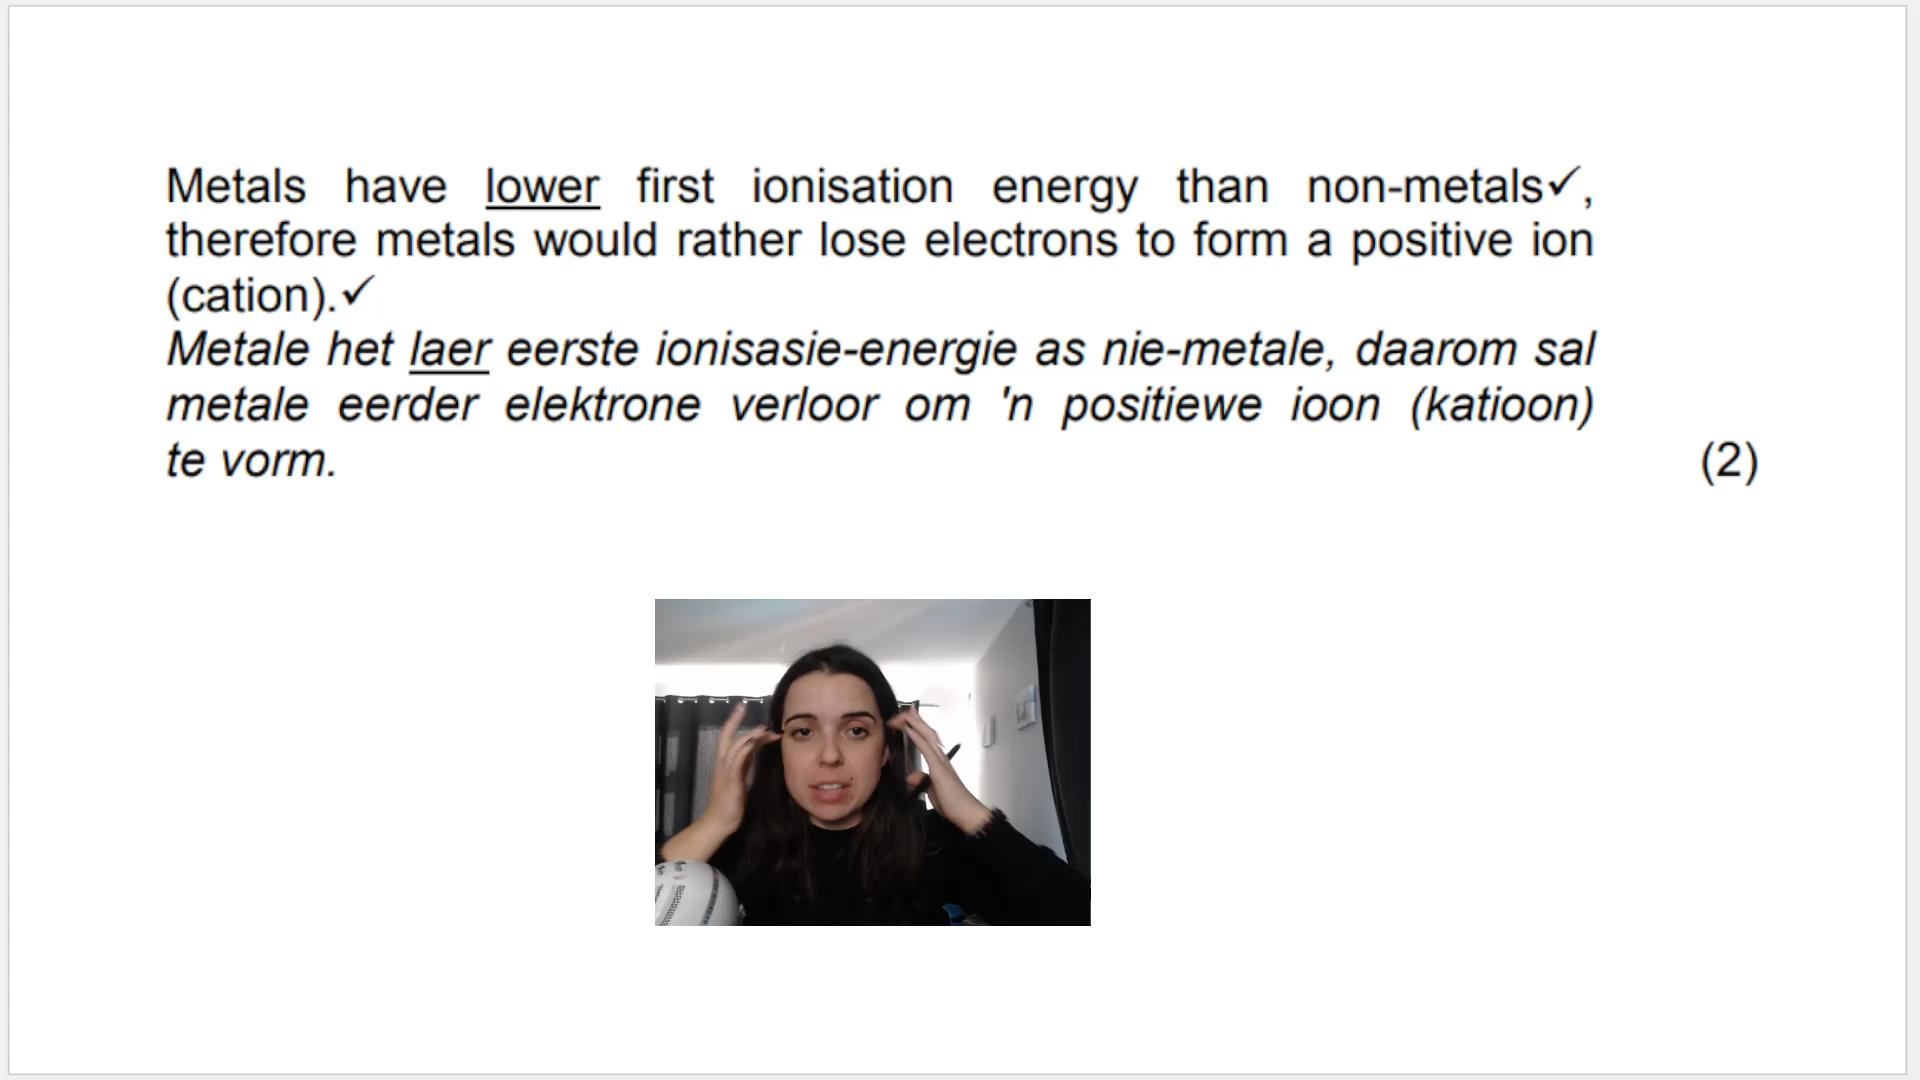 Metals have lower first ionisation energy than non-metals✓,
therefore metals would rather lose electrons to form a positive ion
(cation).✓
Metale het laer eerste ionisasie-energie as nie-metale, daarom sal
metale eerder elektrone verloor om 'n positiewe ioon (katioon)
te vorm. (2)